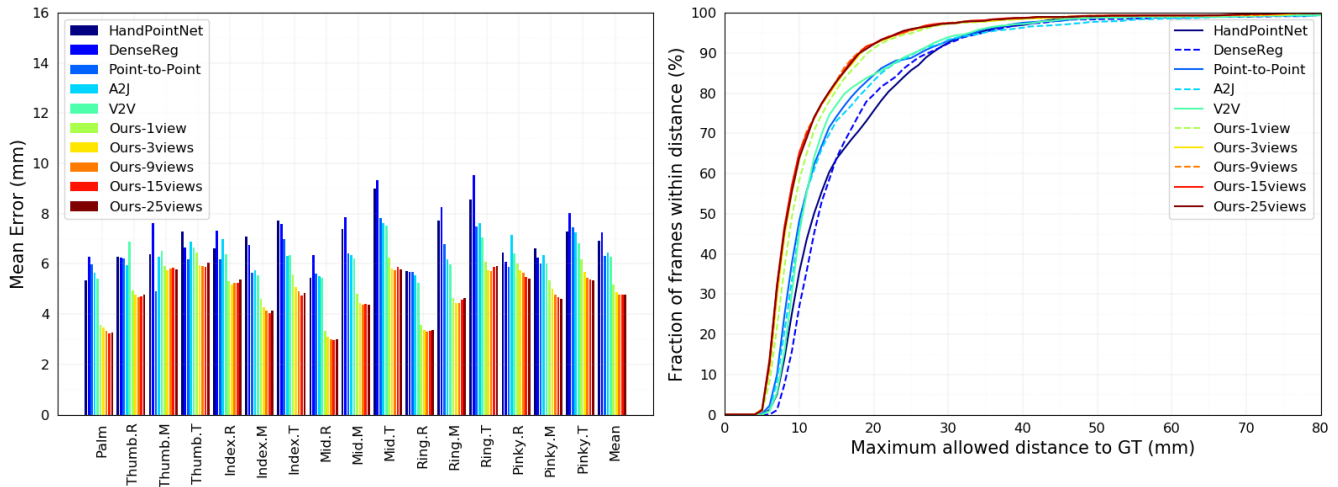 16
14
12
10
8
6
4
2
0
Mean Error (mm)
HandPointNet
DenseReg
Point-to-Point
A2J
V2V
Ours-1view
Ours-3views
Ours-9views
Ours-15views
Ours-25views
Palm
Thumb.R
Thumb.M
Thumb.T
Index.R
Index.M
Index.T
Mid.R
Mid.M
Mid.T
Ring.R
Ring.M
Ring.T
Pinky.R
Pinky.M
Pinky.T
Mean
100
90
80
70
60
50
40
30
20
10
0
Fraction of frames within distance (%)
HandPointNet
DenseReg
Point-to-Point
A2J
V2V
Ours-1view
Ours-3views
Ours-9views
Ours-15views
Ours-25views
0 10 20 30 40 50 60 70 80
Maximum allowed distance to GT (mm)